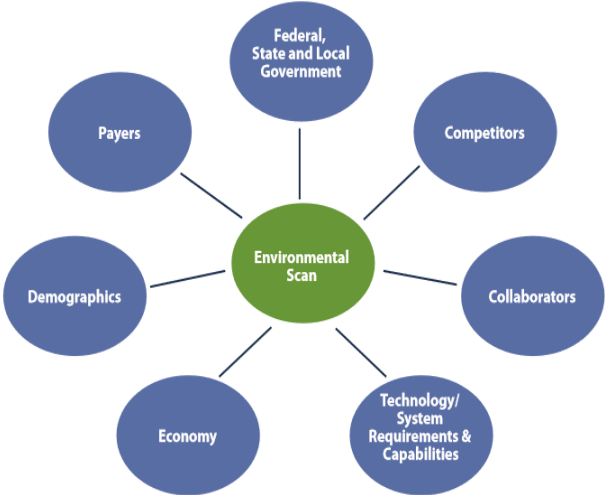 Federal,
State and Local
Government
Payers
Competitors
Environmental
Scan
Demographics
Collaborators
Economy
Technology/
System
Requirements &
Capabilities